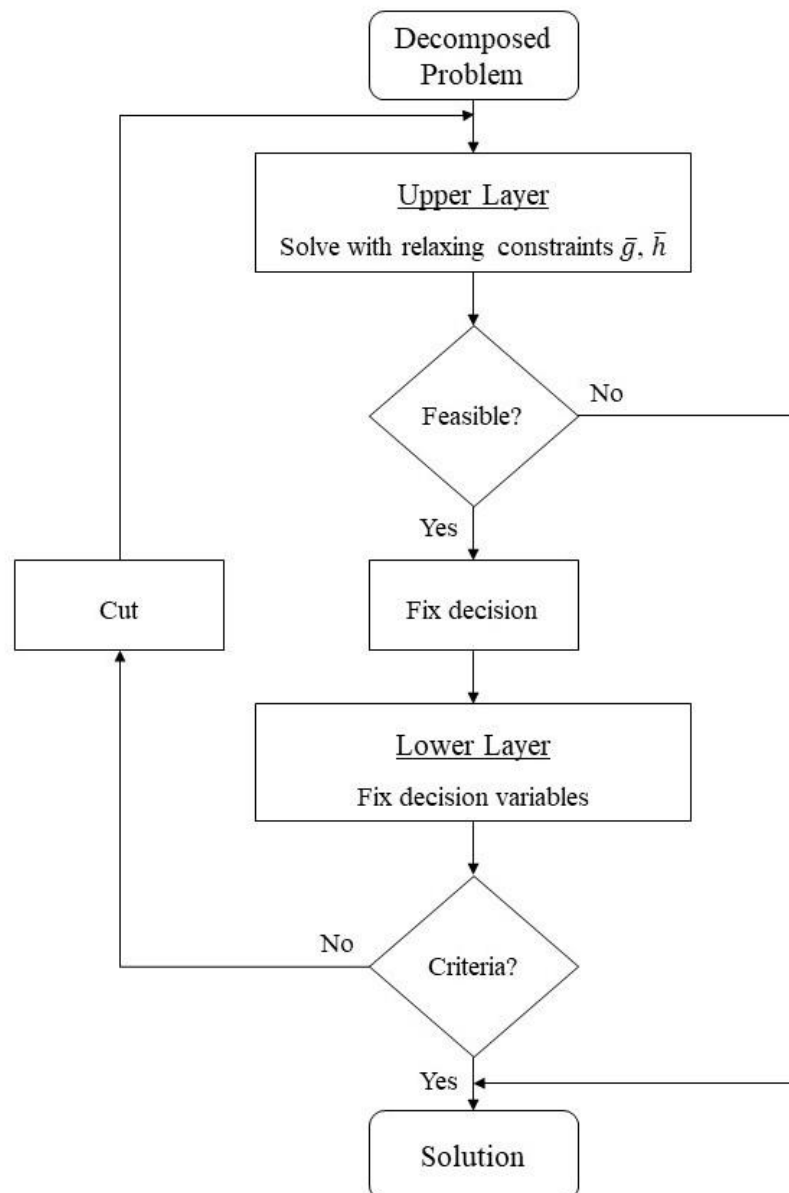 Decomposed
Problem
Upper Layer
Solve with relaxing constraints ḡ, h̄
Feasible?
No
Yes
Cut
Fix decision
Lower Layer
Fix decision variables
No
Criteria?
Yes
Solution